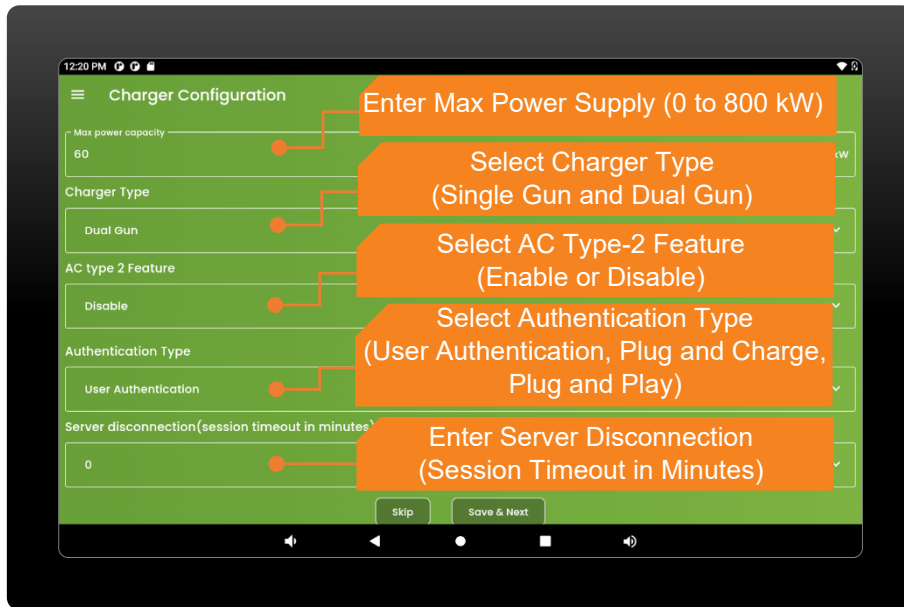 12:20 PM
Charger Configuration
Enter Max Power Supply (0 to 800 kW)
Max power capacity
60
kW
Select Charger Type
(Single Gun and Dual Gun)
Charger Type
Dual Gun
Select AC Type-2 Feature
(Enable or Disable)
AC type 2 Feature
Disable
Select Authentication Type
(User Authentication, Plug and Charge,
Plug and Play)
Authentication Type
User Authentication
Server disconnection(session timeout in minutes)
Enter Server Disconnection
(Session Timeout in Minutes)
0
Skip
Save & Next